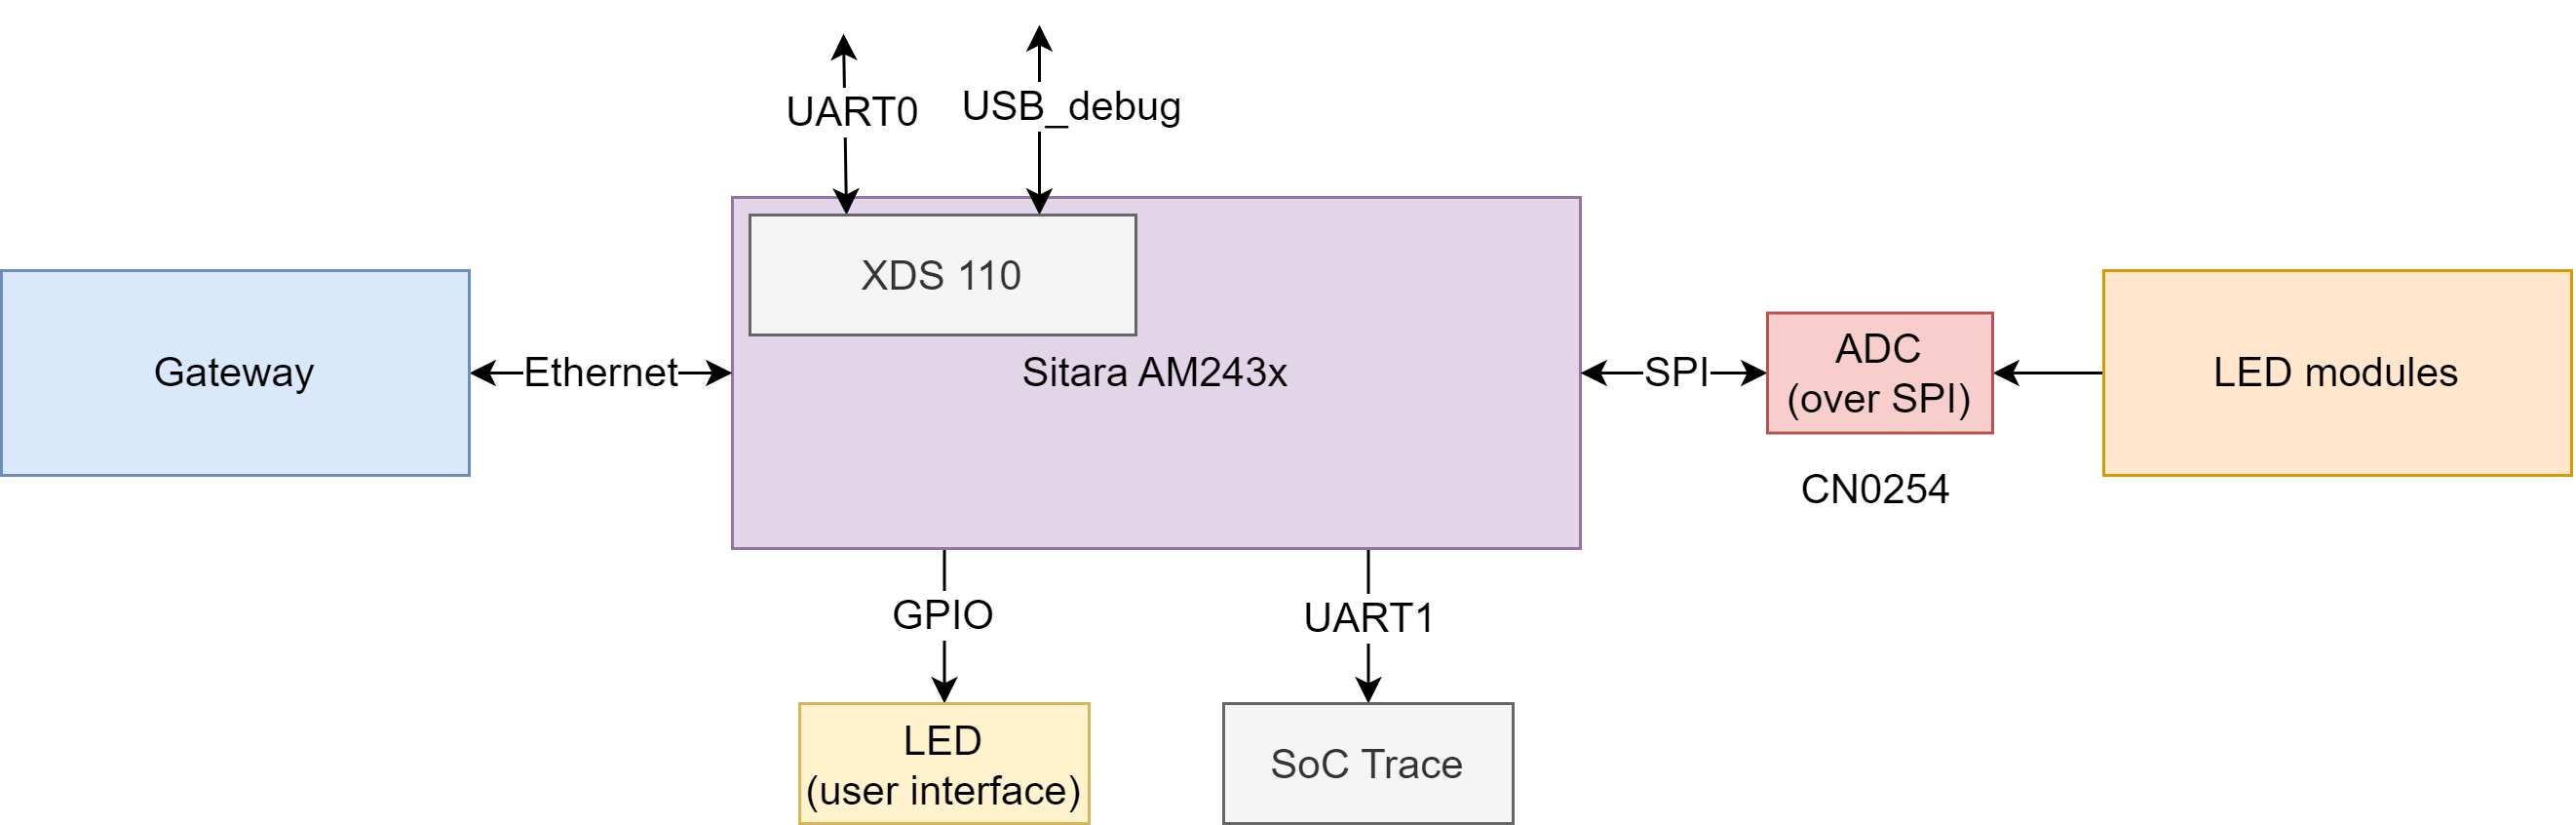 UART0
USB_debug
XDS 110
Gateway
Ethernet
Sitara AM243x
SPI
ADC
(over SPI)
LED modules
CN0254
GPIO
UART1
LED
(user interface)
SoC Trace